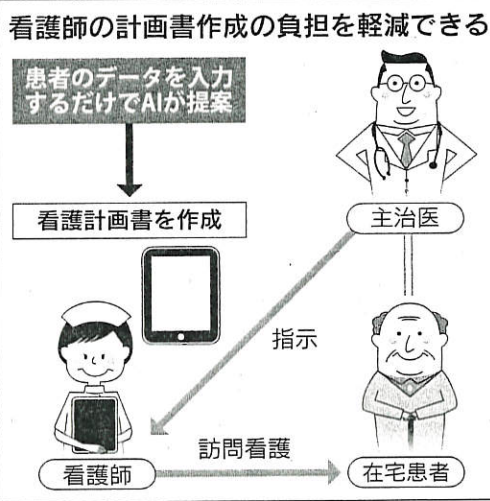 看護師の計画書作成の負担を軽減できる
患者のデータを入力
するだけでAIが提案
看護計画書を作成
主治医
指示
訪問看護
看護師
在宅患者